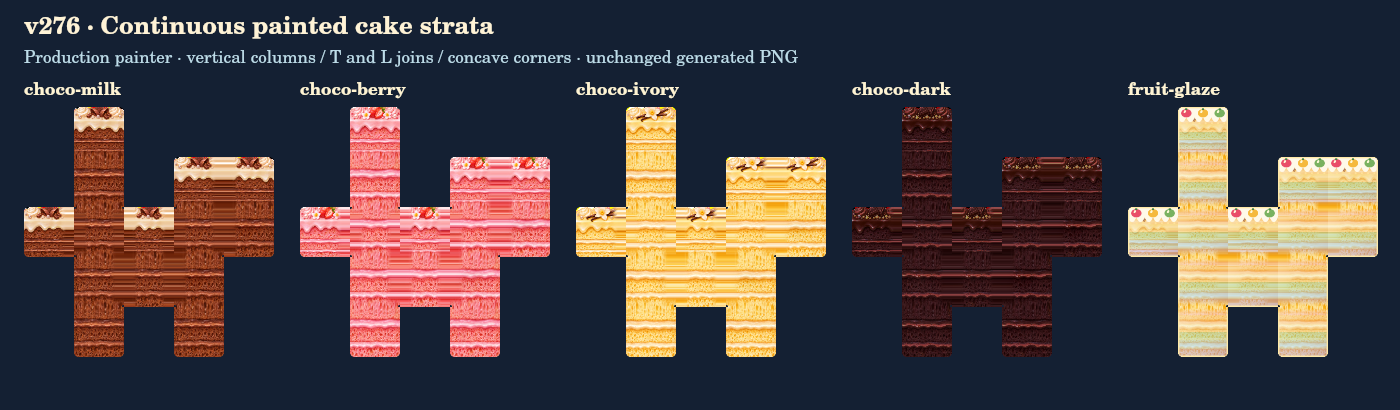 v276 · Continuous painted cake strata
Production painter · vertical columns / T and L joins / concave corners · unchanged generated PNG
choco-milk choco-berry choco-ivory choco-dark fruit-glaze